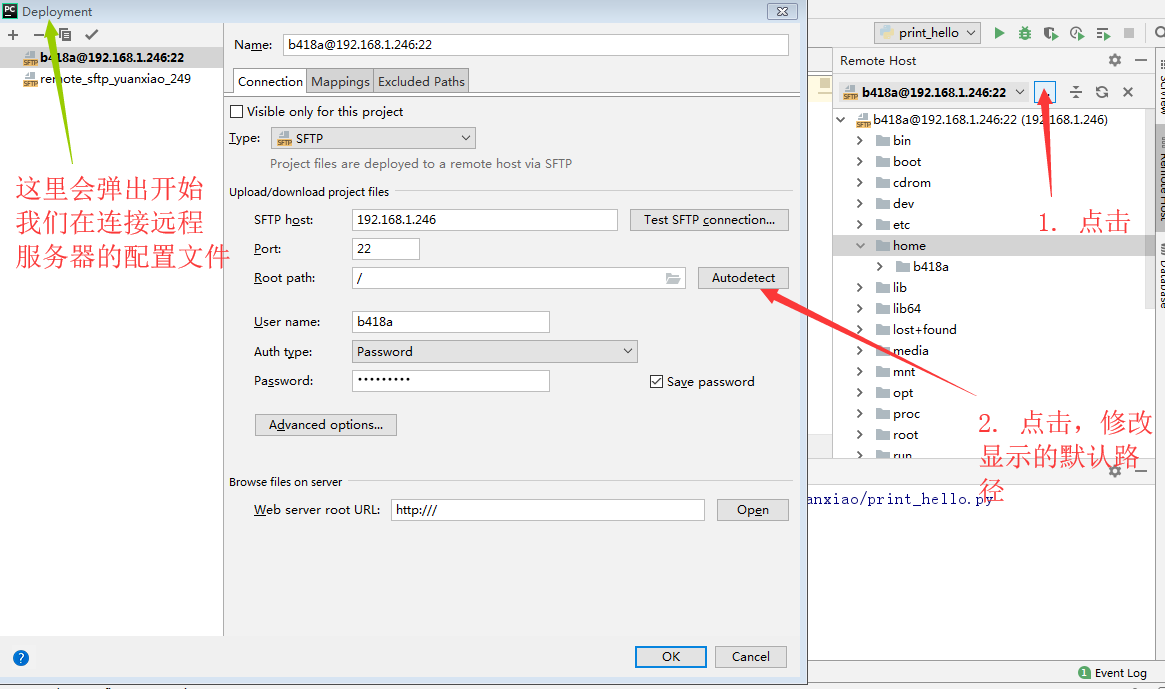 Deployment
b418a@192.168.1.246:22
remote_sftp_yuanxiao_249
这里会弹出开始
我们在连接远程
服务器的配置文件
Name:
b418a@192.168.1.246:22
Connection
Mappings
Excluded Paths
Visible only for this project
Type:
SFTP
Project files are deployed to a remote host via SFTP
Upload/download project files
SFTP host:
192.168.1.246
Test SFTP connection...
Port:
22
Root path:
/
Autodetect
User name:
b418a
Auth type:
Password
Password:
•••••••••
Save password
Advanced options...
Browse files on server
Web server root URL:
http:///
Open
OK
Cancel
print_hello
Remote Host
b418a@192.168.1.246:22
b418a@192.168.1.246:22 (192.168.1.246)
bin
boot
cdrom
dev
etc
home
b418a
lib
lib64
lost+found
media
mnt
opt
proc
root
run
1. 点击
2. 点击，修改
显示的默认路
径
anxiao/print_hello.py
1 Event Log
SciView
Remote Host
Database